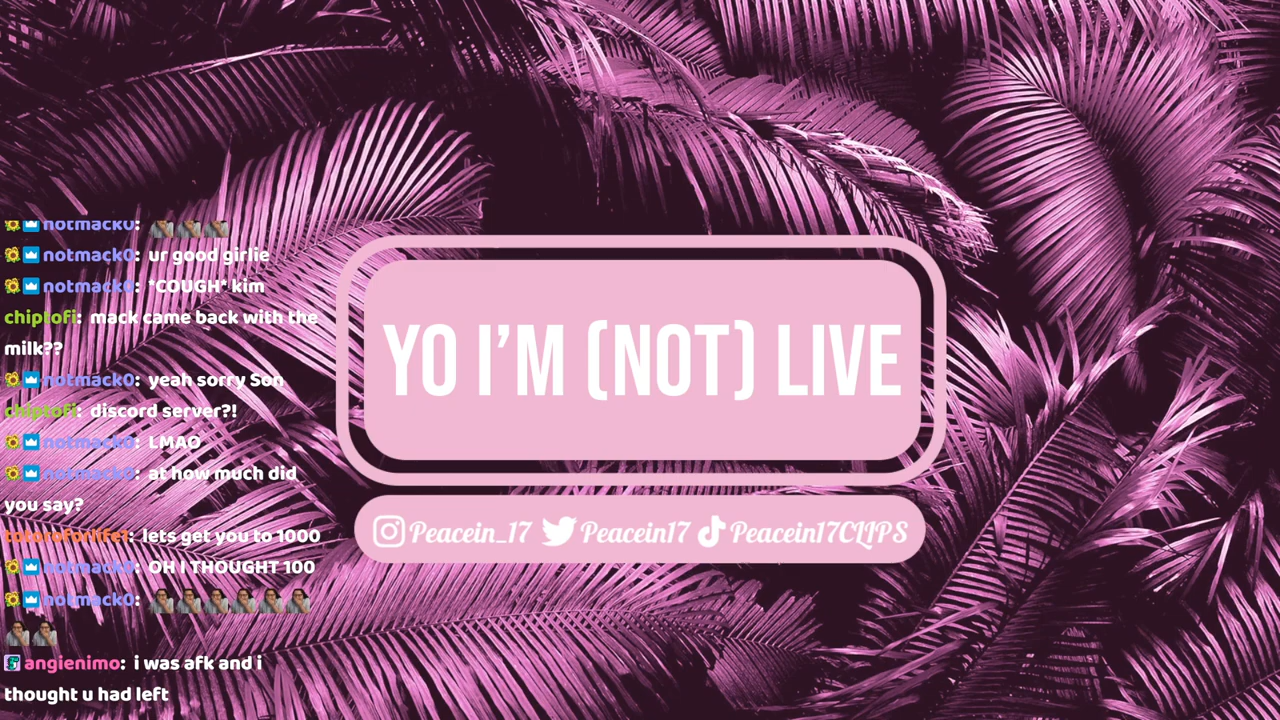 notmack0:
notmack0: ur good girlie
notmack0: *COUGH* kim
chiptofi: mack came back with the
milk??
notmack0: yeah sorry Son
chiptofi: discord server?!
notmack0: LMAO
notmack0: at how much did
you say?
totoroforlife1: lets get you to 1000
notmack0: OH I THOUGHT 100
notmack0:
angienimo: i was afk and i
thought u had left
YO I'M (NOT) LIVE
Peacein_17 Peacein17 Peacein17CLIPS